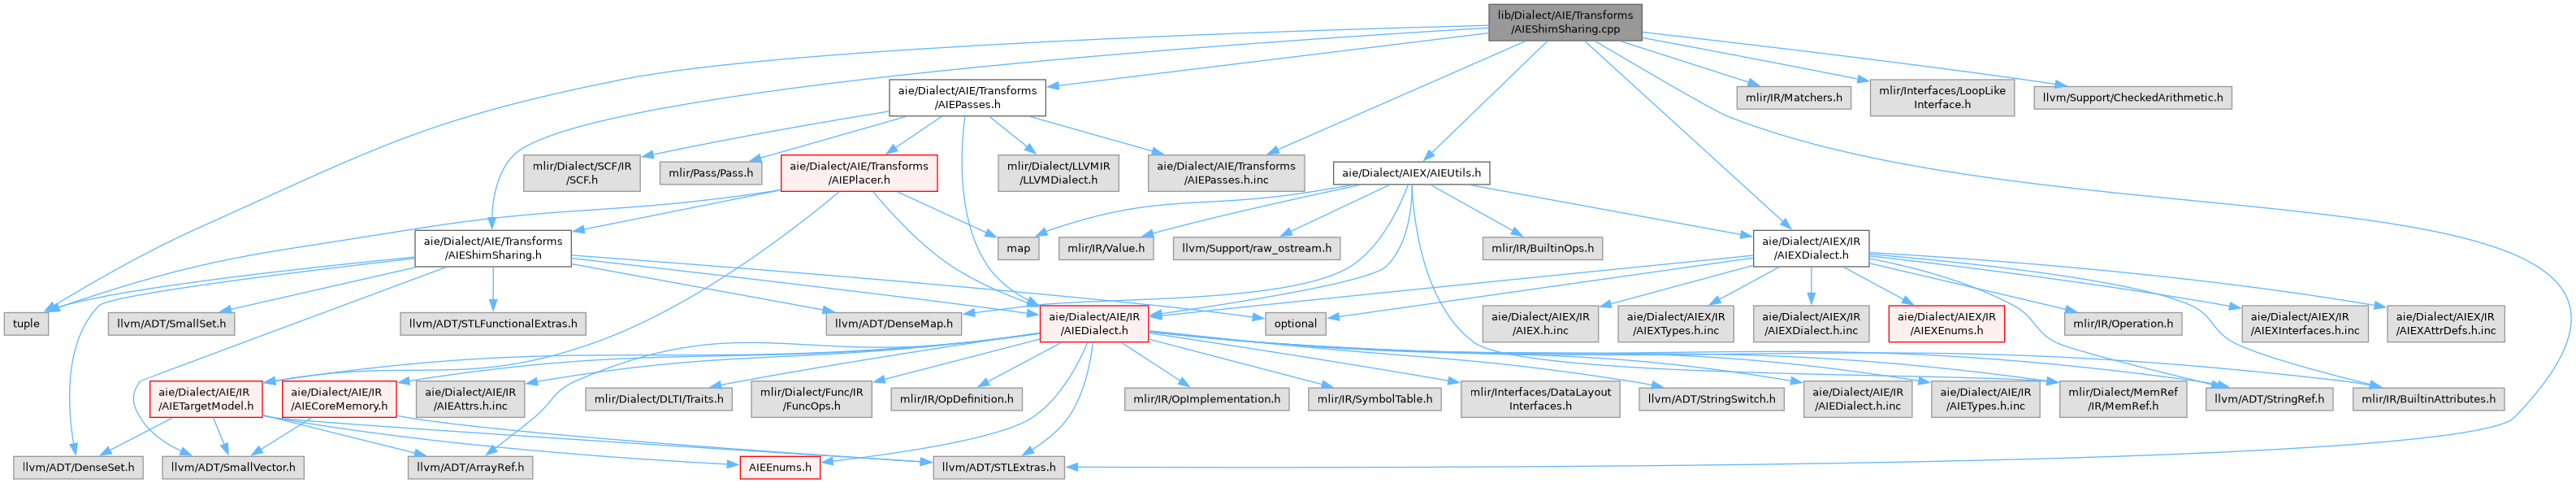 lib/Dialect/AIE/Transforms
/AIEShimSharing.cpp
aie/Dialect/AIE/Transforms
/AIEPasses.h
mlir/IR/Matchers.h
mlir/Interfaces/LoopLike
Interface.h
llvm/Support/CheckedArithmetic.h
mlir/Dialect/SCF/IR
/SCF.h
mlir/Pass/Pass.h
aie/Dialect/AIE/Transforms
/AIEPlacer.h
mlir/Dialect/LLVMIR
/LLVMDialect.h
aie/Dialect/AIE/Transforms
/AIEPasses.h.inc
aie/Dialect/AIEX/AIEUtils.h
aie/Dialect/AIE/Transforms
/AIEShimSharing.h
map
mlir/IR/Value.h
llvm/Support/raw_ostream.h
mlir/IR/BuiltinOps.h
aie/Dialect/AIEX/IR
/AIEXDialect.h
tuple
llvm/ADT/SmallSet.h
llvm/ADT/STLFunctionalExtras.h
llvm/ADT/DenseMap.h
aie/Dialect/AIE/IR
/AIEDialect.h
optional
aie/Dialect/AIEX/IR
/AIEX.h.inc
aie/Dialect/AIEX/IR
/AIEXTypes.h.inc
aie/Dialect/AIEX/IR
/AIEXDialect.h.inc
aie/Dialect/AIEX/IR
/AIEXEnums.h
mlir/IR/Operation.h
aie/Dialect/AIEX/IR
/AIEXInterfaces.h.inc
aie/Dialect/AIEX/IR
/AIEXAttrDefs.h.inc
aie/Dialect/AIE/IR
/AIETargetModel.h
aie/Dialect/AIE/IR
/AIECoreMemory.h
aie/Dialect/AIE/IR
/AIEAttrs.h.inc
mlir/Dialect/DLTI/Traits.h
mlir/Dialect/Func/IR
/FuncOps.h
mlir/IR/OpDefinition.h
mlir/IR/OpImplementation.h
mlir/IR/SymbolTable.h
mlir/Interfaces/DataLayout
Interfaces.h
llvm/ADT/StringSwitch.h
aie/Dialect/AIE/IR
/AIEDialect.h.inc
aie/Dialect/AIE/IR
/AIETypes.h.inc
mlir/Dialect/MemRef
/IR/MemRef.h
llvm/ADT/StringRef.h
mlir/IR/BuiltinAttributes.h
llvm/ADT/DenseSet.h
llvm/ADT/SmallVector.h
llvm/ADT/ArrayRef.h
AIEEnums.h
llvm/ADT/STLExtras.h